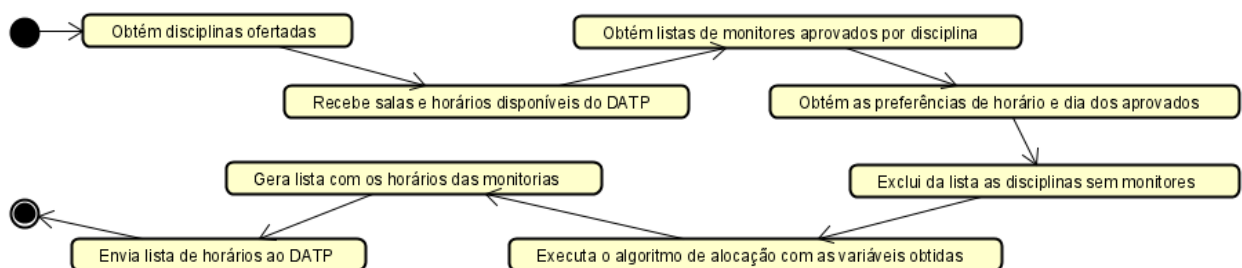 Obtém disciplinas ofertadas
Recebe salas e horários disponíveis do DATP
Obtém listas de monitores aprovados por disciplina
Obtém as preferências de horário e dia dos aprovados
Exclui da lista as disciplinas sem monitores
Executa o algoritmo de alocação com as variáveis obtidas
Gera lista com os horários das monitorias
Envia lista de horários ao DATP